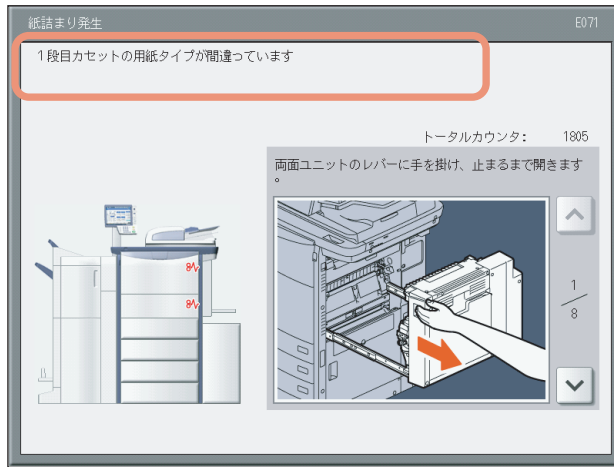 紙詰まり発生 E071
1段目カセットの用紙タイプが間違っています
トータルカウンタ: 1805
両面ユニットのレバーに手を掛け、止まるまで開きます
。
1
8